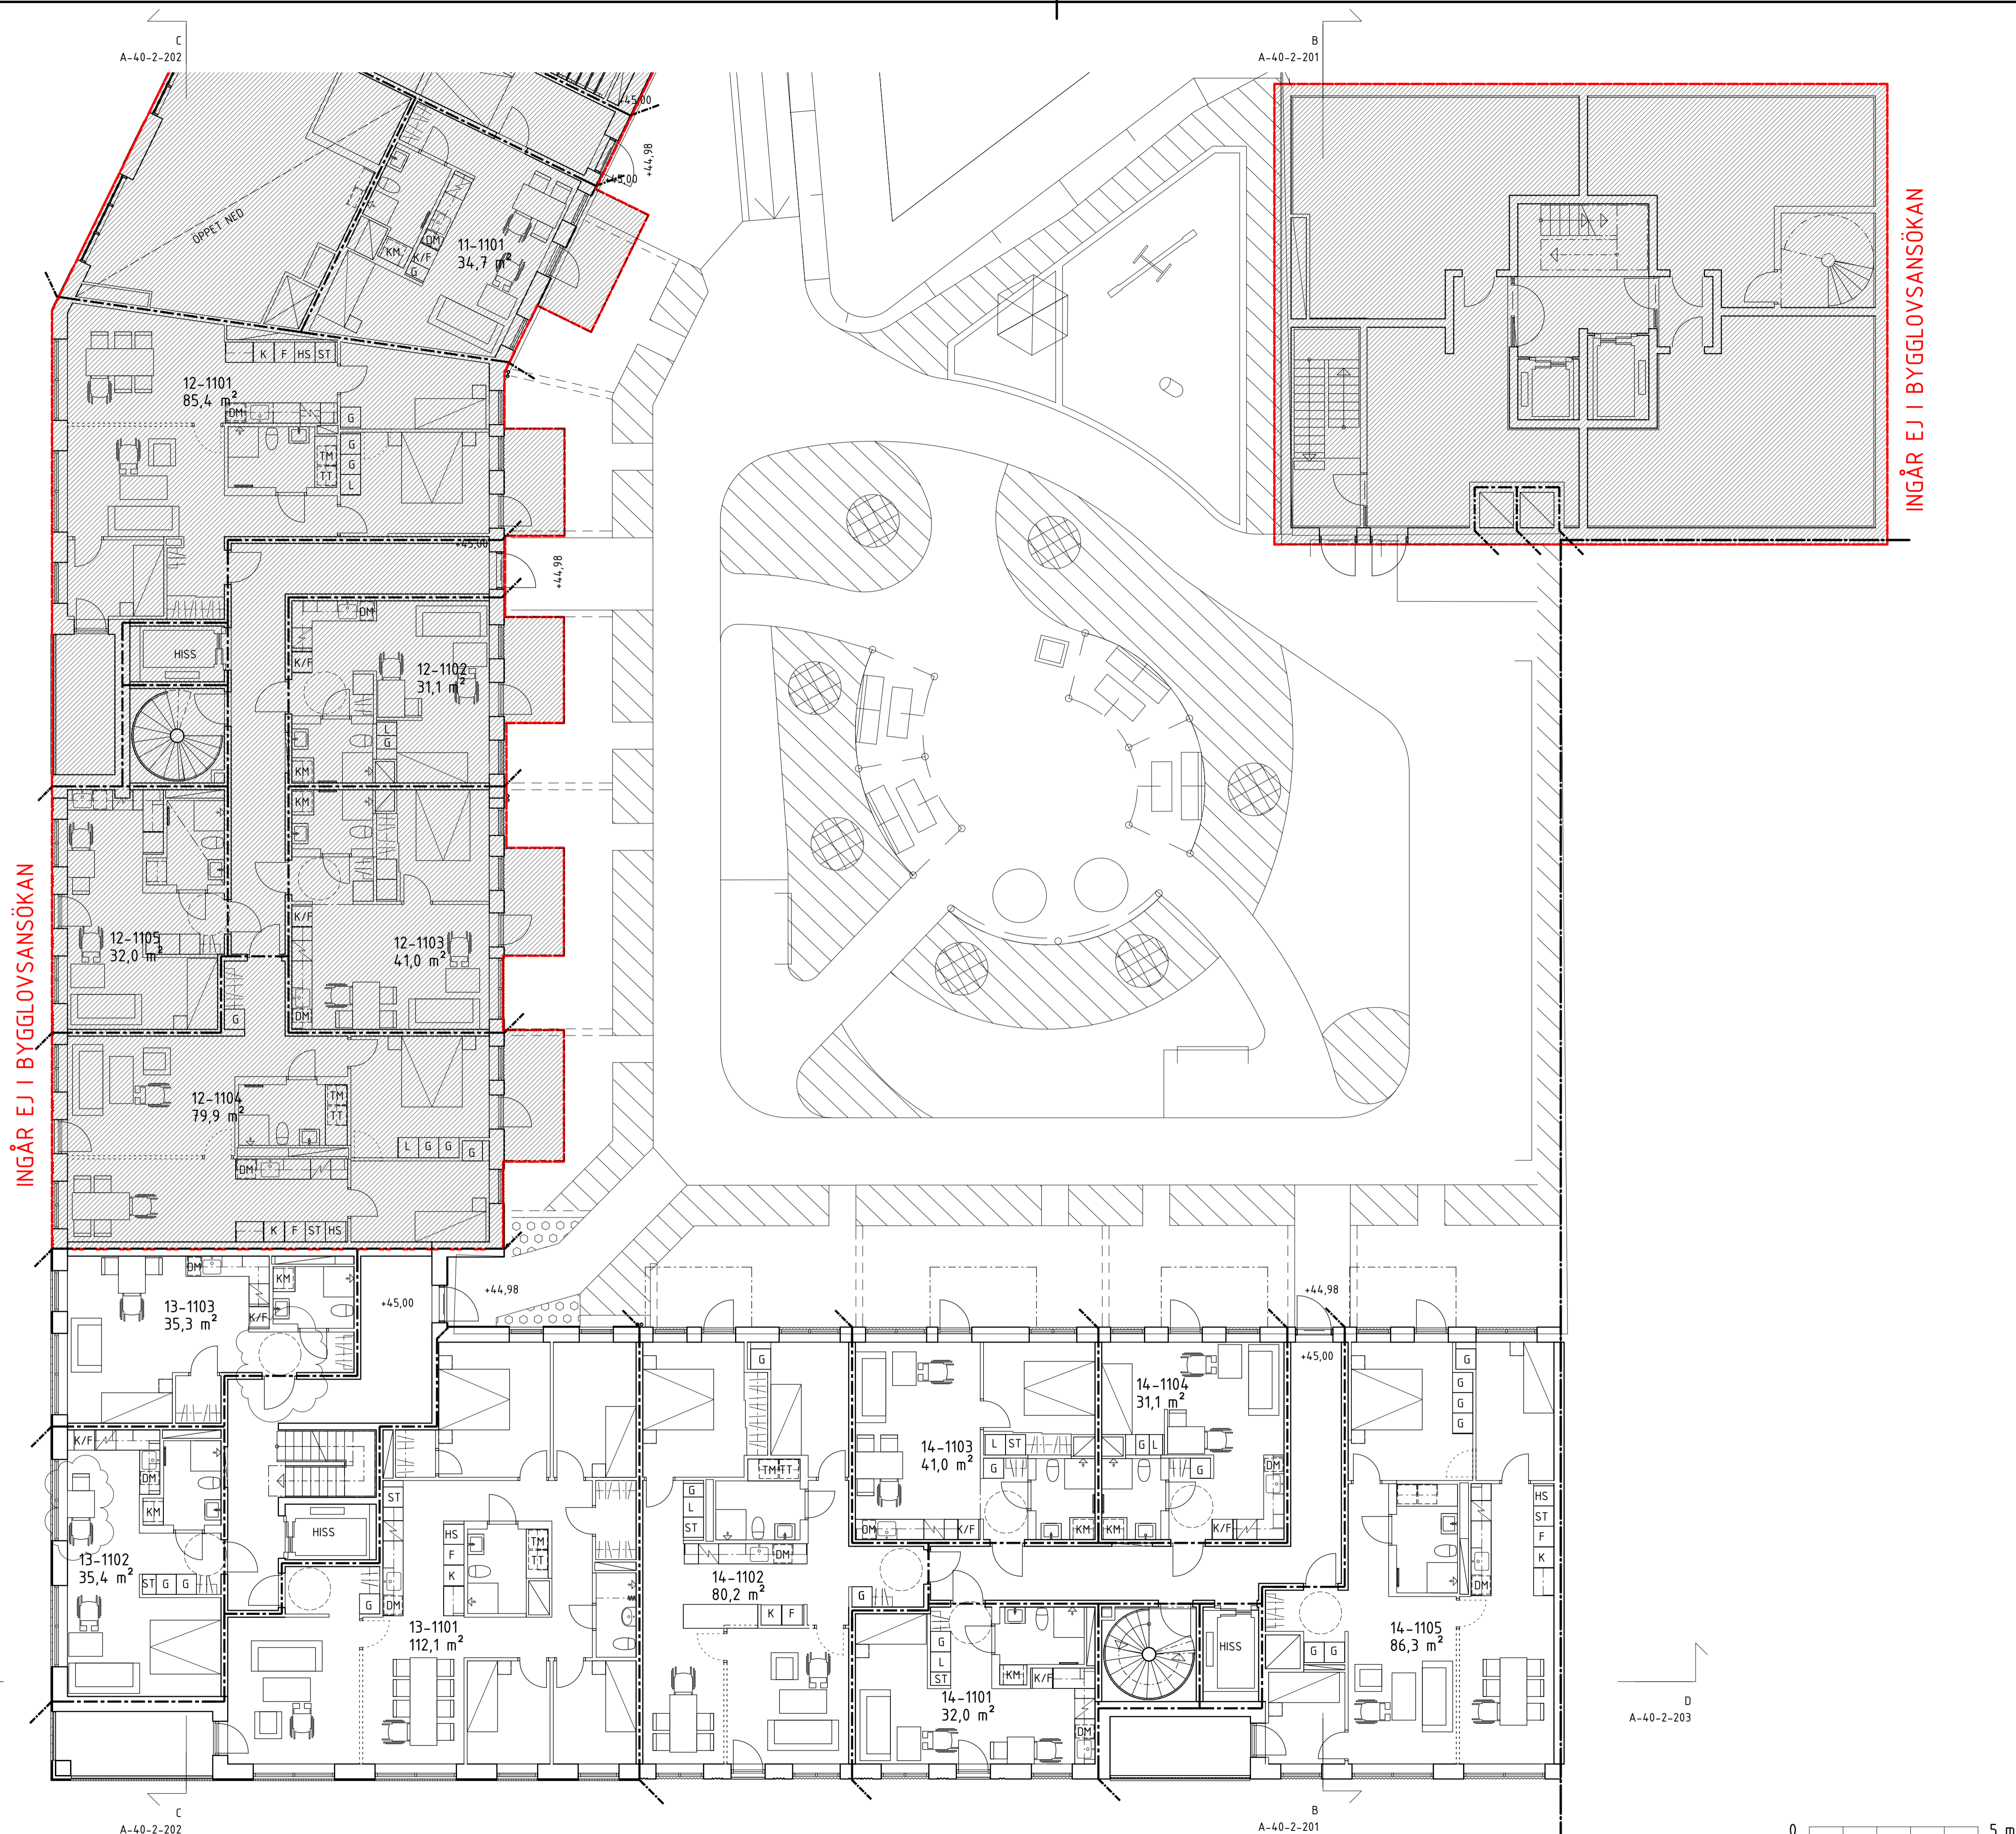 C
A-40-2-202
B
A-40-2-201
+45,00
+44,98
+45,00
ÖPPET NED
11-1101
34,7 m²
KM
DM
K/F
G
INGÅR EJ I BYGGLOVSANSÖKAN
K F HS ST
12-1101
85,4 m²
DM
G
G
G
L
TM
TT
+45,00
+44,98
HISS
DM
K/F
12-1102
31,1 m²
L
G
KM
KM
K/F
12-1103
41,0 m²
DM
12-1105
32,0 m²
G
INGÅR EJ I BYGGLOVSANSÖKAN
12-1104
79,9 m²
TM
TT
DM
L G G G
K F ST HS
DM
KM
13-1103
35,3 m²
K/F
+45,00
+44,98
+44,98
+45,00
K/F
DM
KM
13-1102
35,4 m²
ST G G
HISS
ST
HS
F
K
DM
G
TM
TT
13-1101
112,1 m²
G
TM TT
G
L
ST
DM
14-1102
80,2 m²
K F
G
14-1103
41,0 m²
L ST
G
DM
K/F
KM
14-1104
31,1 m²
G L
G
DM
KM
K/F
G
L
ST
KM
K/F
14-1101
32,0 m²
DM
HISS
G
G
G
G
HS
ST
F
K
DM
14-1105
86,3 m²
G G
D
A-40-2-203
C
A-40-2-202
B
A-40-2-201
0 5 m